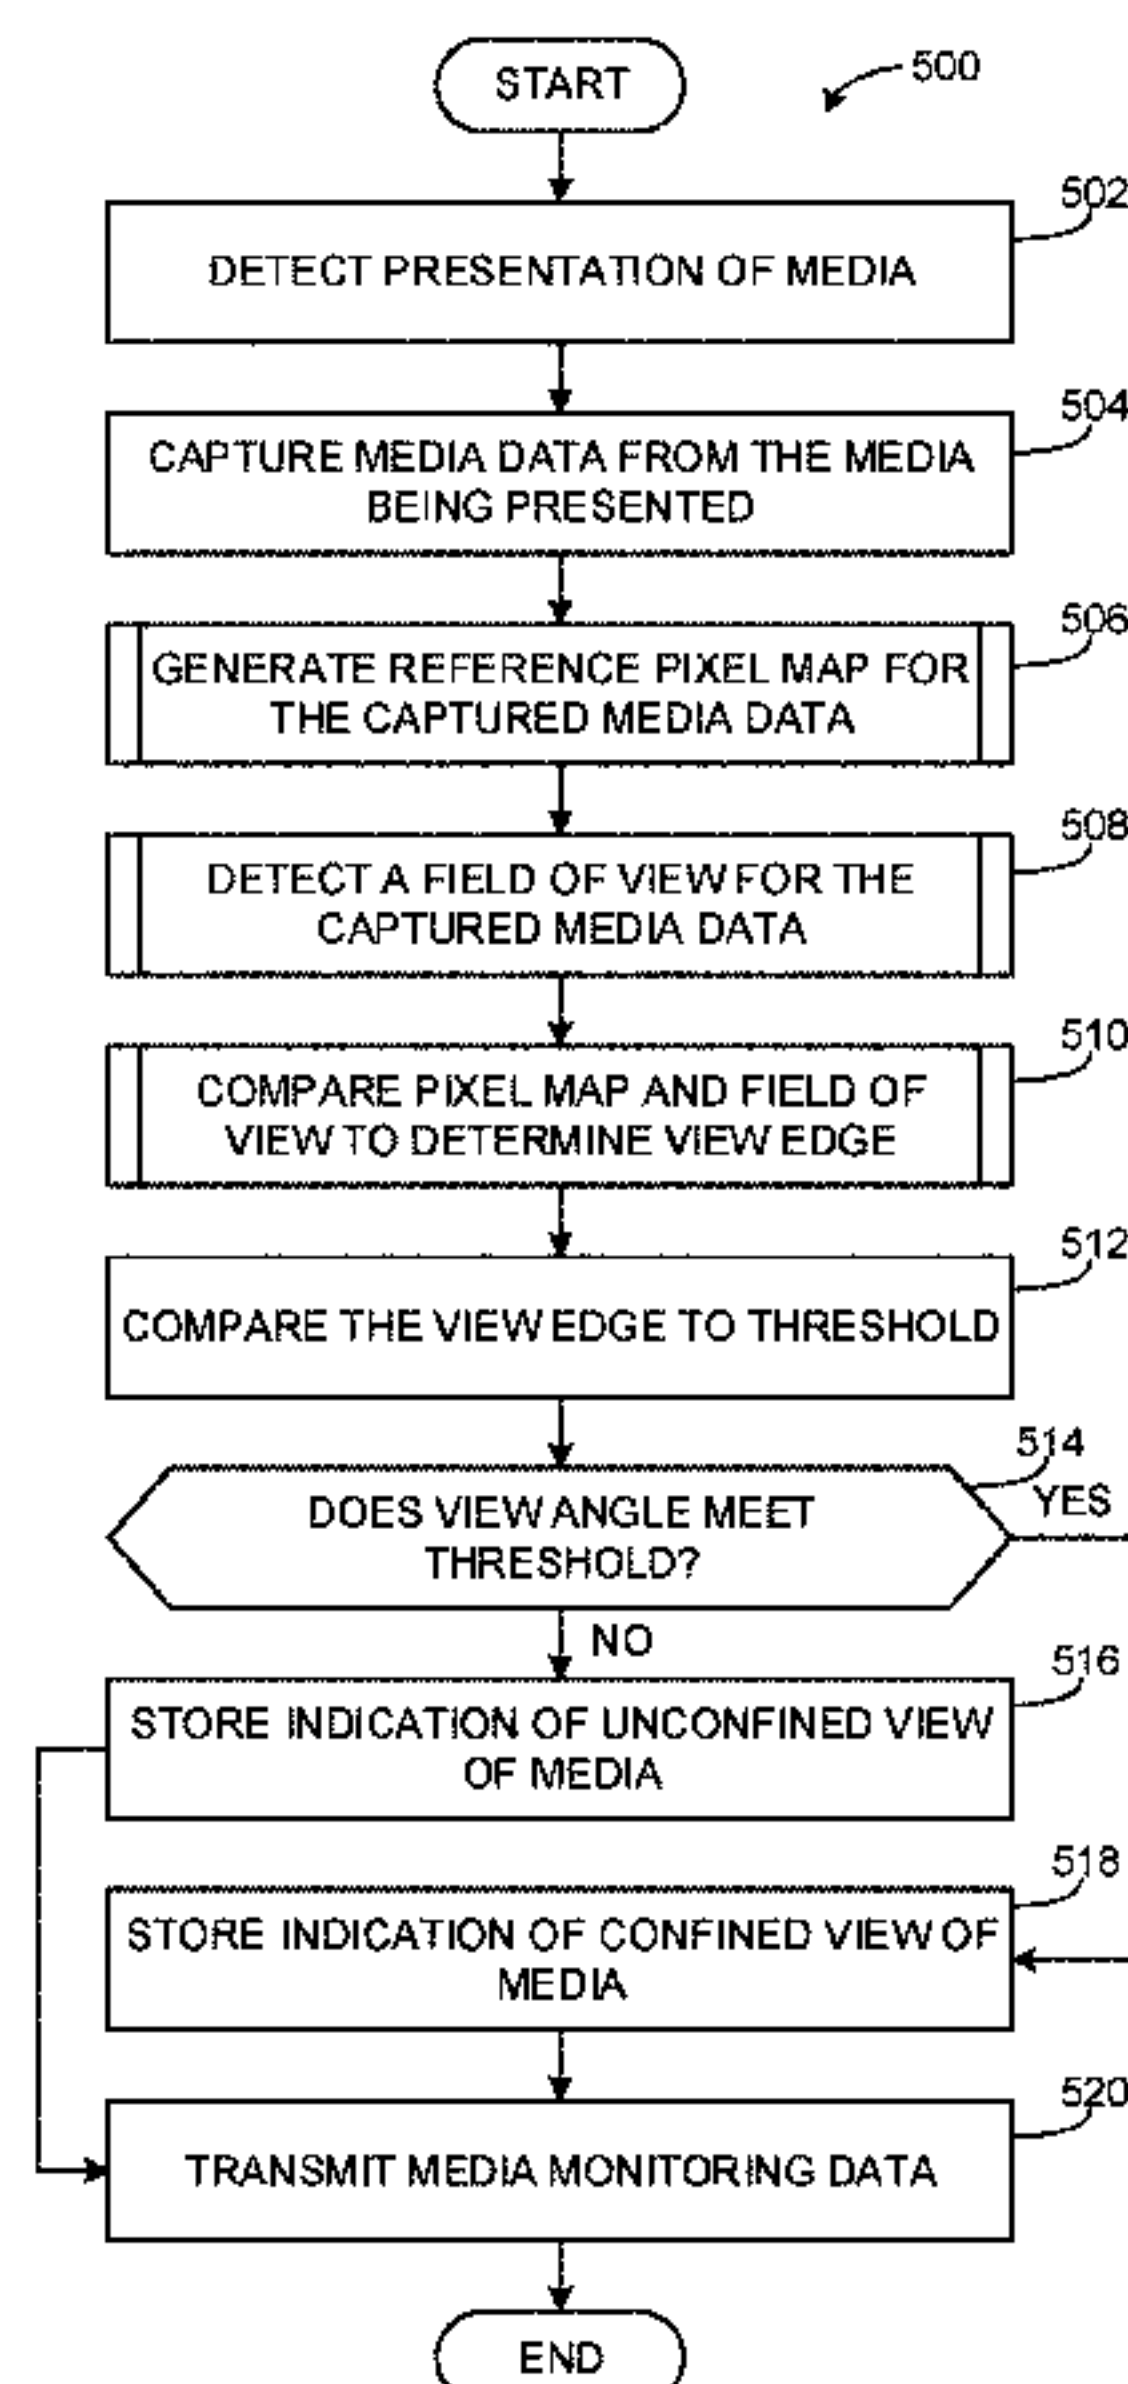 START
500
502
DETECT PRESENTATION OF MEDIA
504
CAPTURE MEDIA DATA FROM THE MEDIA
BEING PRESENTED
506
GENERATE REFERENCE PIXEL MAP FOR
THE CAPTURED MEDIA DATA
508
DETECT A FIELD OF VIEW FOR THE
CAPTURED MEDIA DATA
510
COMPARE PIXEL MAP AND FIELD OF
VIEW TO DETERMINE VIEW EDGE
512
COMPARE THE VIEW EDGE TO THRESHOLD
514
DOES VIEW ANGLE MEET
THRESHOLD?
YES
NO
516
STORE INDICATION OF UNCONFINED VIEW
OF MEDIA
518
STORE INDICATION OF CONFINED VIEW OF
MEDIA
520
TRANSMIT MEDIA MONITORING DATA
END